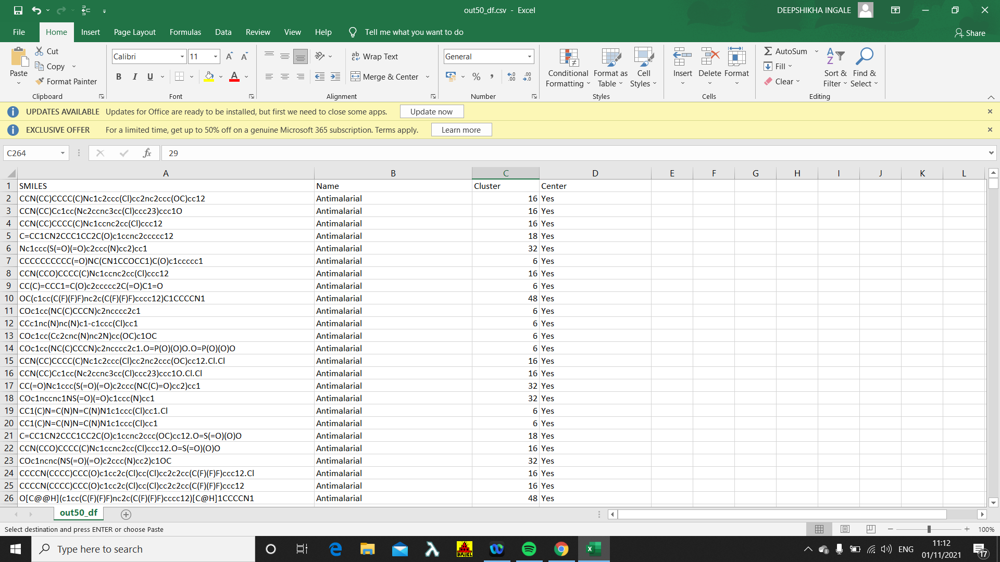 out50_df.csv - Excel
DEEPSHIKHA INGALE
File Home Insert Page Layout Formulas Data Review View Help Tell me what you want to do Share
Paste Cut Copy Format Painter Clipboard
Calibri 11 B I U Font
Wrap Text Merge & Center Alignment
General % , Number
Conditional Formatting Format as Table Cell Styles Styles
Insert Delete Format Cells
AutoSum Fill Clear Sort & Filter Find & Select Editing
UPDATES AVAILABLE Updates for Office are ready to be installed, but first we need to close some apps. Update now
EXCLUSIVE OFFER For a limited time, get up to 50% off on a genuine Microsoft 365 subscription. Terms apply. Learn more
C264 fx 29
A B C D E F G H I J K L
1 SMILES Name Cluster Center
2 CCN(CC)CCCC(C)Nc1c2ccc(Cl)cc2nc2ccc(OC)cc12 Antimalarial 16 Yes
3 CCN(CC)Cc1cc(Nc2ccnc3cc(Cl)ccc23)ccc1O Antimalarial 16 Yes
4 CCN(CC)CCCC(C)Nc1ccnc2cc(Cl)ccc12 Antimalarial 16 Yes
5 C=CC1CN2CCC1CC2C(O)c1ccnc2ccccc12 Antimalarial 18 Yes
6 Nc1ccc(S(=O)(=O)c2ccc(N)cc2)cc1 Antimalarial 32 Yes
7 CCCCCCCCCC(=O)NC(CN1CCOCC1)C(O)c1ccccc1 Antimalarial 6 Yes
8 CCN(CCO)CCCC(C)Nc1ccnc2cc(Cl)ccc12 Antimalarial 16 Yes
9 CC(C)=CCC1=C(O)c2ccccc2C(=O)C1=O Antimalarial 6 Yes
10 OC(c1cc(C(F)(F)F)nc2c(C(F)(F)F)cccc12)C1CCCCN1 Antimalarial 48 Yes
11 COc1cc(NC(C)CCCN)c2ncccc2c1 Antimalarial 6 Yes
12 CCc1nc(N)nc(N)c1-c1ccc(Cl)cc1 Antimalarial 6 Yes
13 COc1cc(Cc2cnc(N)nc2N)cc(OC)c1OC Antimalarial 6 Yes
14 COc1cc(NC(C)CCCN)c2ncccc2c1.O=P(O)(O)O.O=P(O)(O)O Antimalarial 6 Yes
15 CCN(CC)CCCC(C)Nc1c2ccc(Cl)cc2nc2ccc(OC)cc12.Cl.Cl Antimalarial 16 Yes
16 CCN(CC)Cc1cc(Nc2ccnc3cc(Cl)ccc23)ccc1O.Cl.Cl Antimalarial 16 Yes
17 CC(=O)Nc1ccc(S(=O)(=O)c2ccc(NC(C)=O)cc2)cc1 Antimalarial 32 Yes
18 COc1nccnc1NS(=O)(=O)c1ccc(N)cc1 Antimalarial 32 Yes
19 CC1(C)N=C(N)N=C(N)N1c1ccc(Cl)cc1.Cl Antimalarial 6 Yes
20 CC1(C)N=C(N)N=C(N)N1c1ccc(Cl)cc1 Antimalarial 6 Yes
21 C=CC1CN2CCC1CC2C(O)c1ccnc2ccc(OC)cc12.O=S(=O)(O)O Antimalarial 18 Yes
22 CCN(CCO)CCCC(C)Nc1ccnc2cc(Cl)ccc12.O=S(=O)(O)O Antimalarial 16 Yes
23 COc1ncnc(NS(=O)(=O)c2ccc(N)cc2)c1OC Antimalarial 32 Yes
24 CCCCN(CCCC)CCC(O)c1cc2c(Cl)cc(Cl)cc2c2cc(C(F)(F)F)ccc12.Cl Antimalarial 16 Yes
25 CCCCN(CCCC)CCC(O)c1cc2c(Cl)cc(Cl)cc2c2cc(C(F)(F)F)ccc12 Antimalarial 16 Yes
26 O[C@@H](c1cc(C(F)(F)F)nc2c(C(F)(F)F)cccc12)[C@H]1CCCCN1 Antimalarial 48 Yes
out50_df
Select destination and press ENTER or choose Paste 100%
Type here to search BABEL ENG 11:12 01/11/2021 17